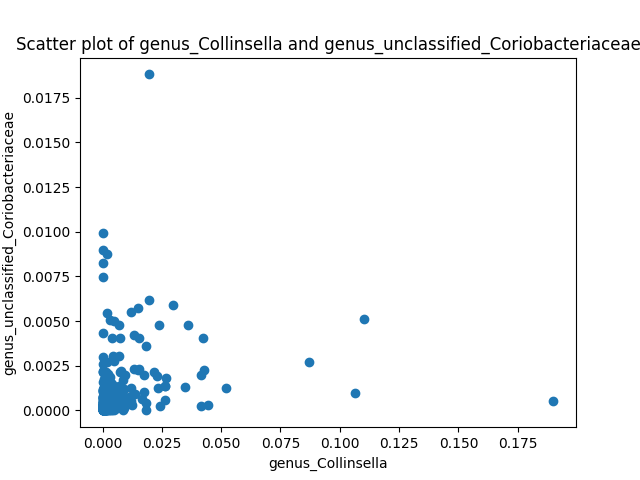 Scatter plot of genus_Collinsella and genus_unclassified_Coriobacteriaceae
genus_unclassified_Coriobacteriaceae
0.0175
0.0150
0.0125
0.0100
0.0075
0.0050
0.0025
0.0000
0.000 0.025 0.050 0.075 0.100 0.125 0.150 0.175
genus_Collinsella